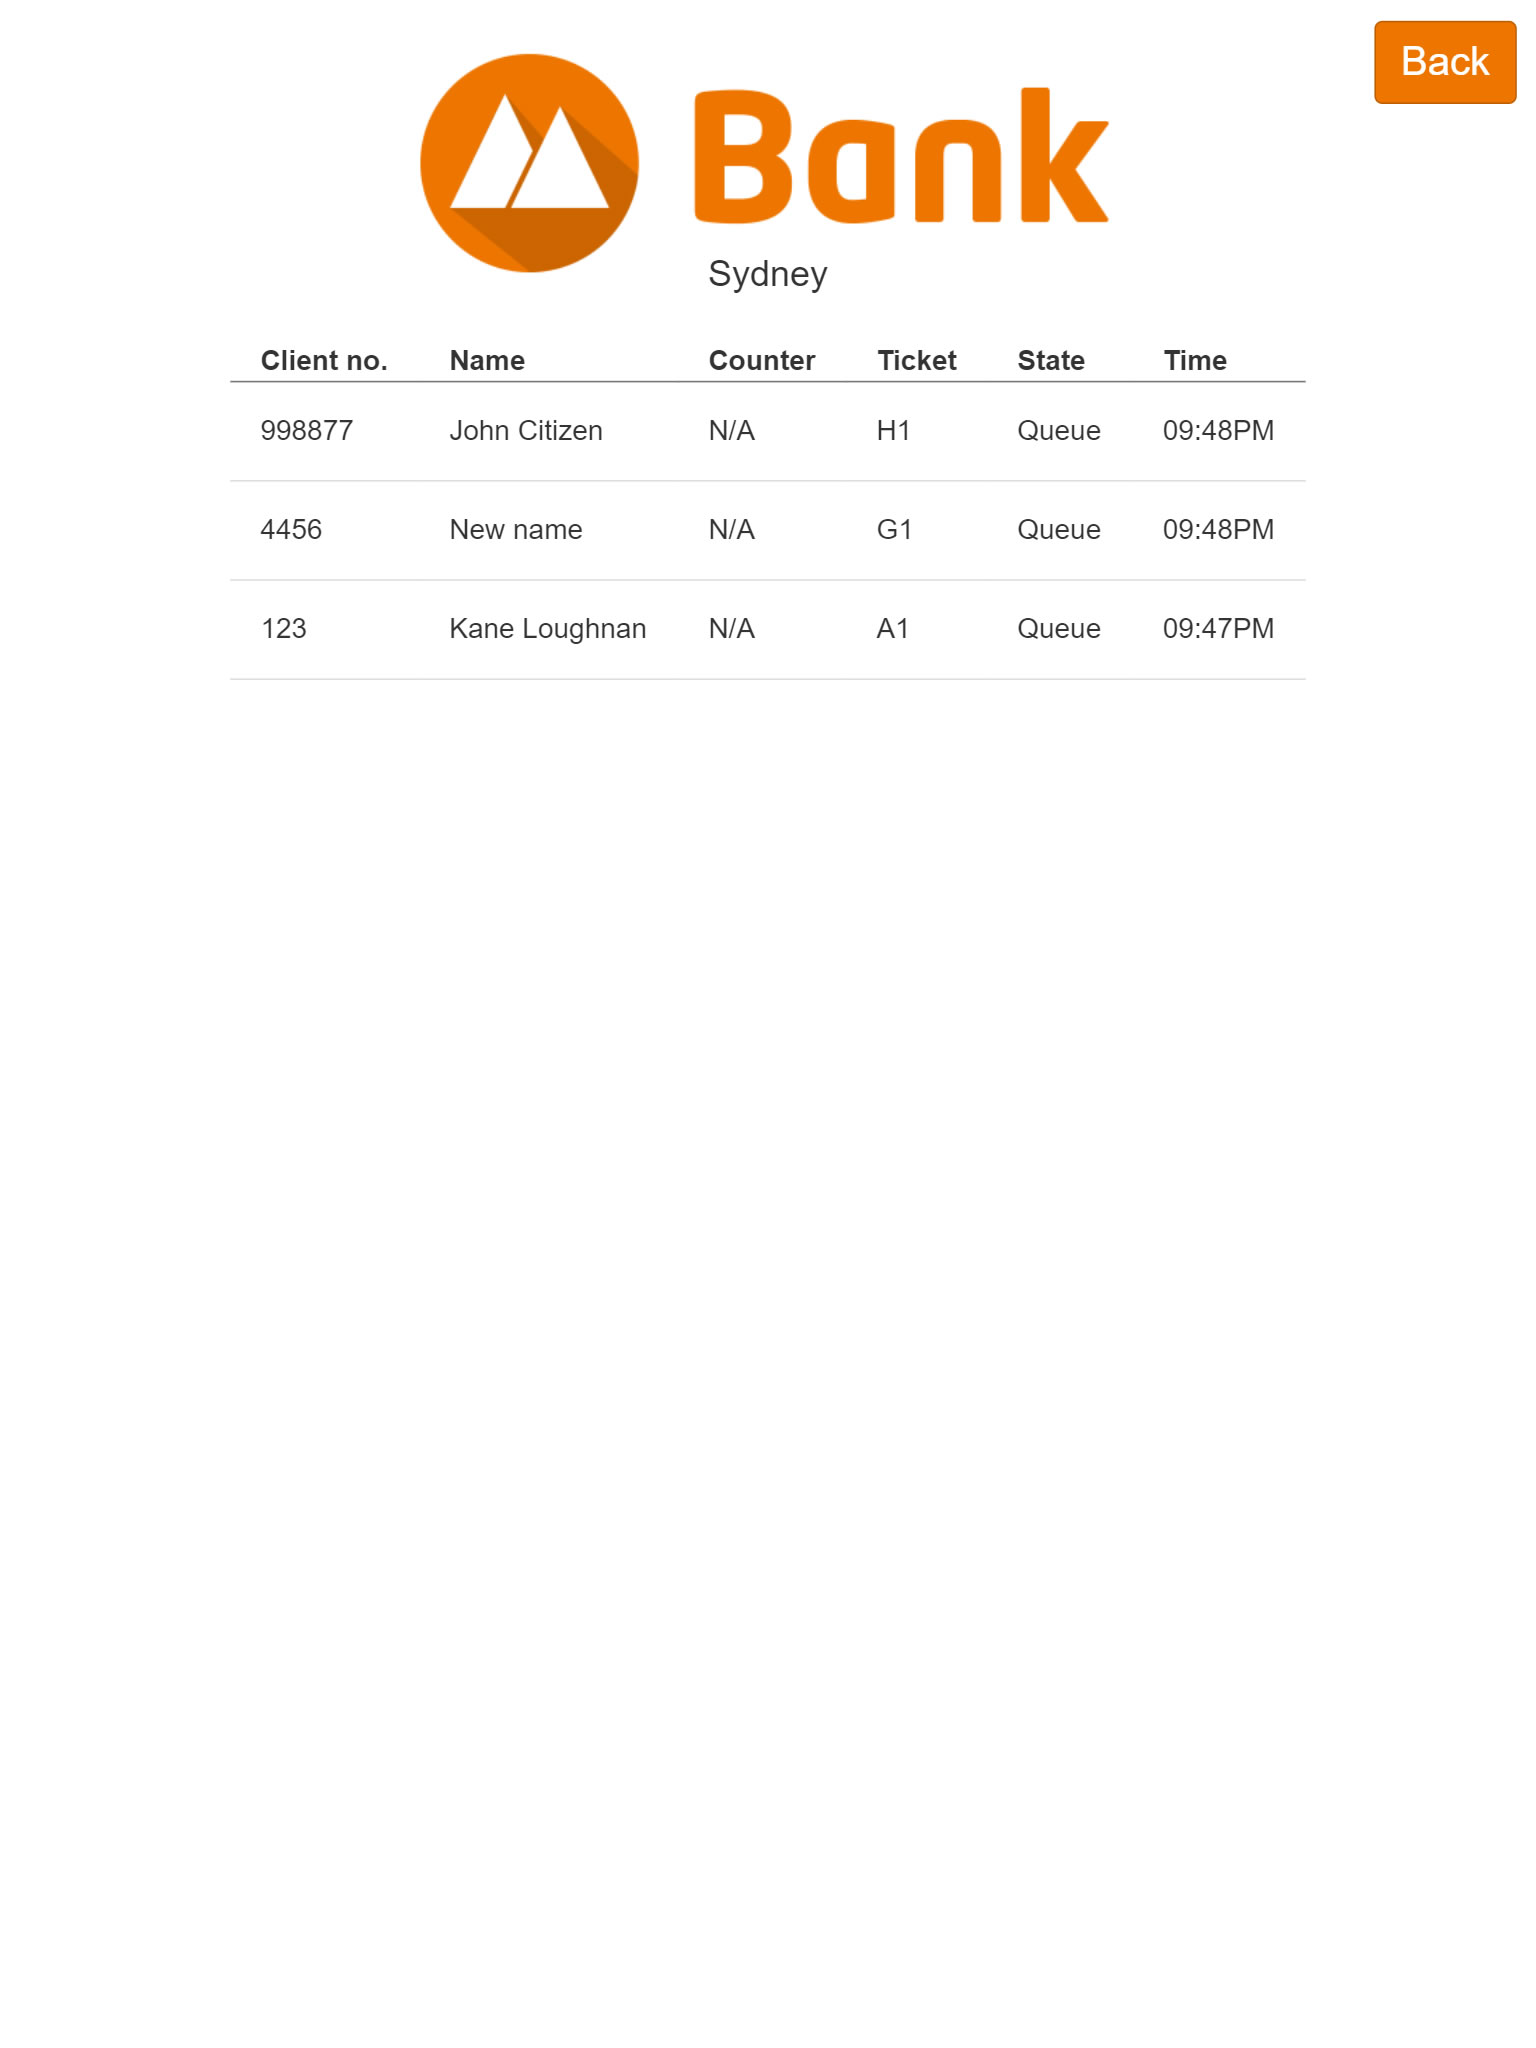 Back
Bank
Sydney
Client no. Name Counter Ticket State Time
998877 John Citizen N/A H1 Queue 09:48PM
4456 New name N/A G1 Queue 09:48PM
123 Kane Loughnan N/A A1 Queue 09:47PM